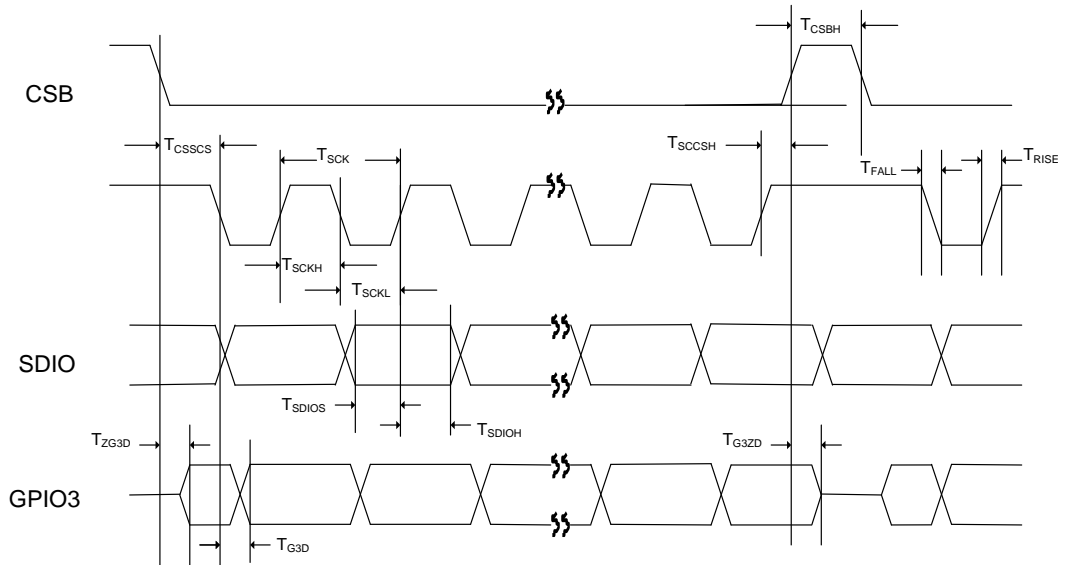 T_CSBH
CSB
T_CSSCS
T_SCK
T_SCCSH
T_FALL
T_RISE
T_SCKH
T_SCKL
SDIO
T_SDIOS
T_SDIOH
T_ZG3D
T_G3ZD
GPIO3
T_G3D